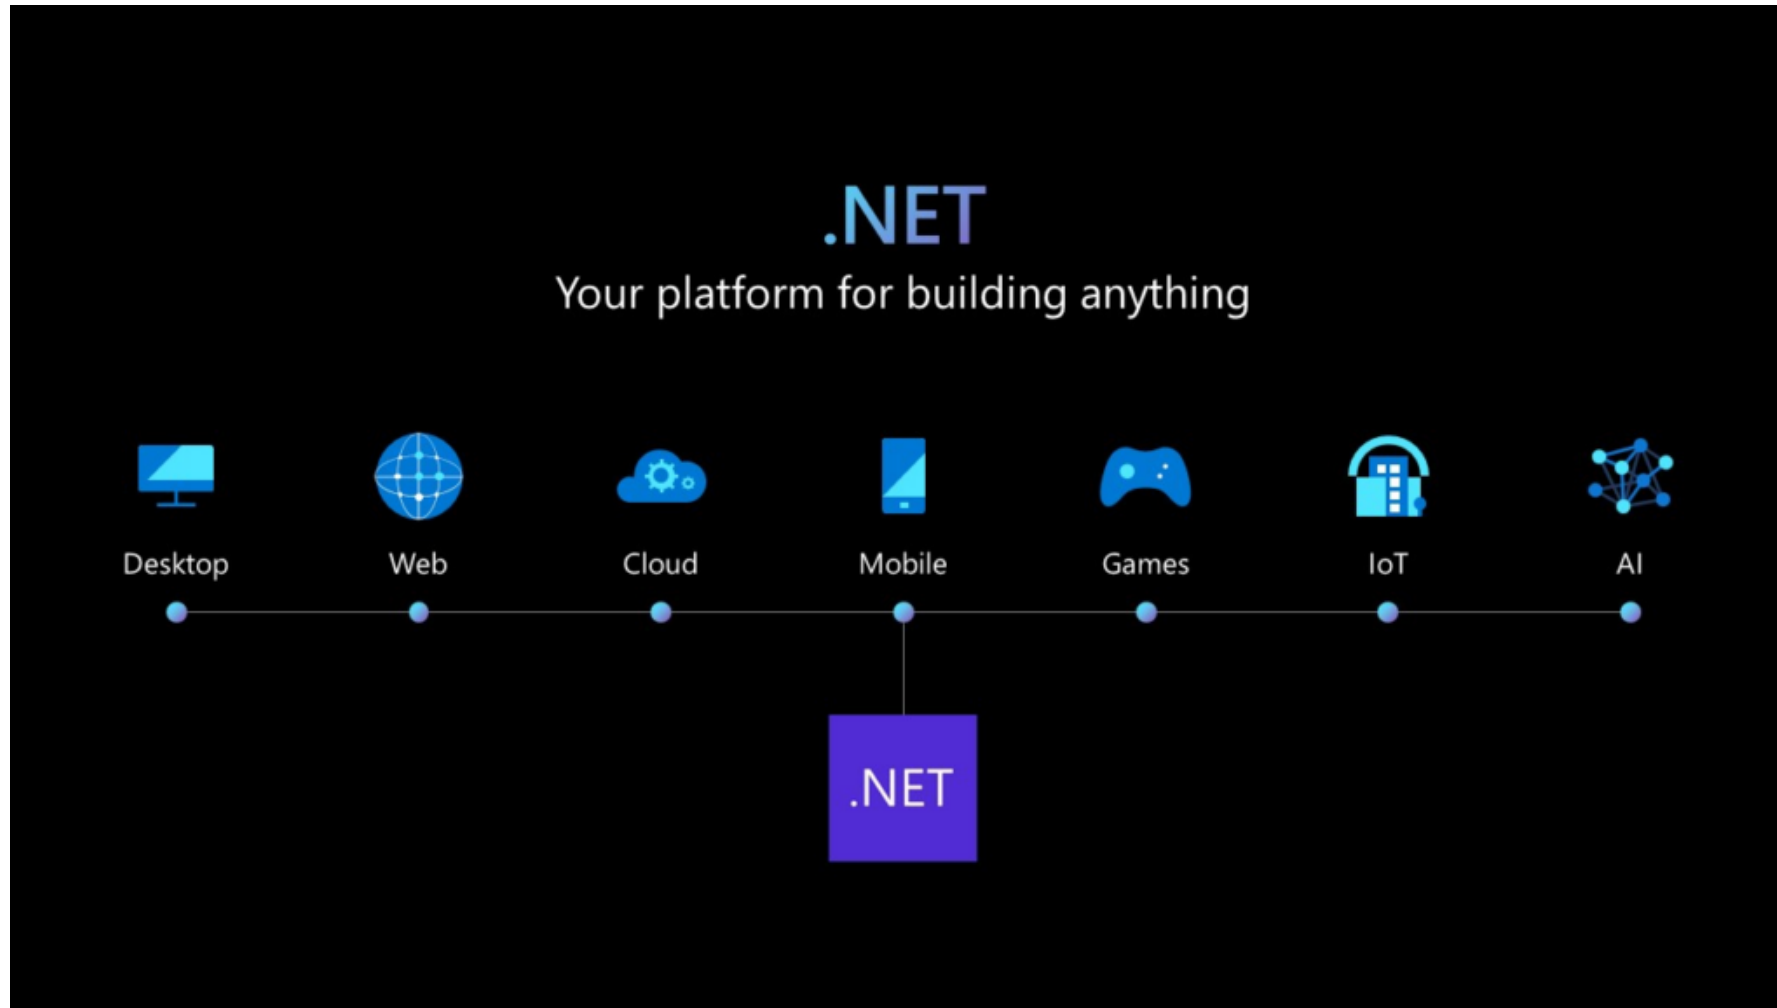 .NET
Your platform for building anything
Desktop Web Cloud Mobile Games IoT AI
.NET